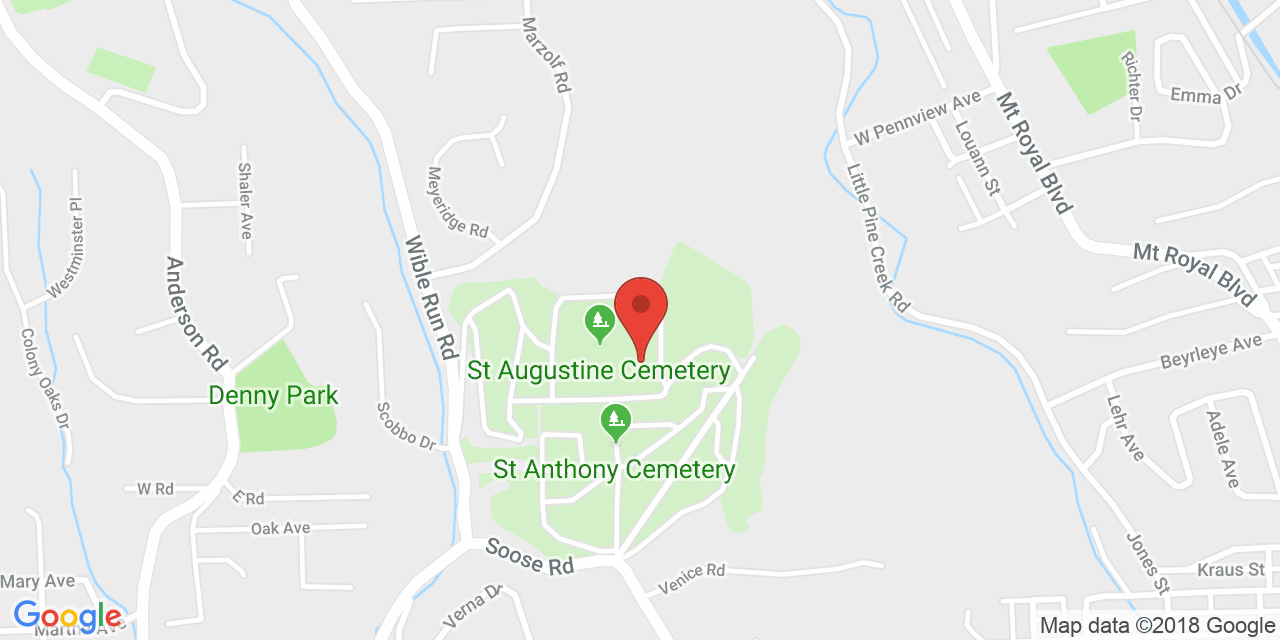 Marzolf Rd
Richter Dr
Emma Dr
W Pennview Ave
Louann St
Mt Royal Blvd
Shaler Ave
Meyeridge Rd
Westminster Pl
Little Pine Creek Rd
Wible Run Rd
Anderson Rd
Mt Royal Blvd
Colony Oaks Dr
Beyrleye Ave
St Augustine Cemetery
Denny Park
Scobbo Dr
Lehr Ave
Adele Ave
St Anthony Cemetery
W Rd
E Rd
Oak Ave
Soose Rd
Jones St
Venice Rd
Kraus St
Mary Ave
Verna Dr
Google
Map data ©2018 Google